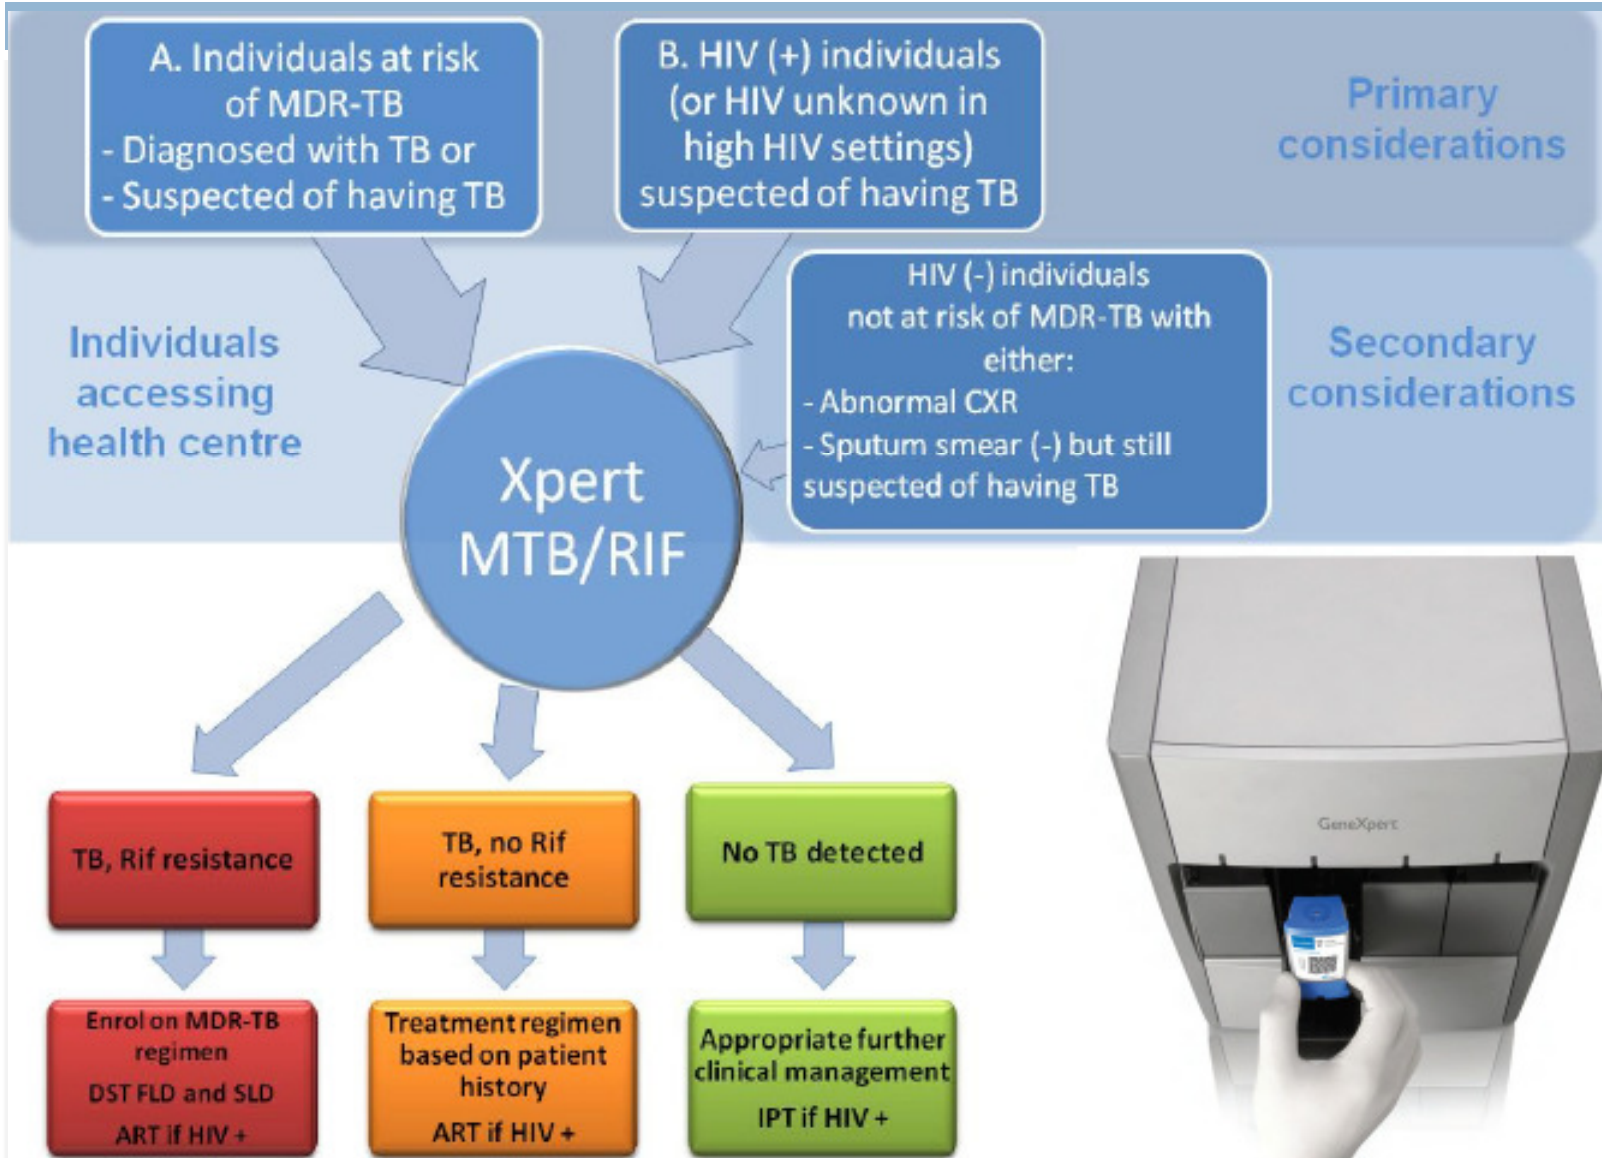 A. Individuals at risk
of MDR-TB
- Diagnosed with TB or
- Suspected of having TB
B. HIV (+) individuals
(or HIV unknown in
high HIV settings)
suspected of having TB
Primary
considerations
Individuals
accessing
health centre
HIV (-) individuals
not at risk of MDR-TB with
either:
- Abnormal CXR
- Sputum smear (-) but still
suspected of having TB
Secondary
considerations
Xpert
MTB/RIF
TB, Rif resistance
TB, no Rif
resistance
No TB detected
Enrol on MDR-TB
regimen
DST FLD and SLD
ART if HIV +
Treatment regimen
based on patient
history
ART if HIV +
Appropriate further
clinical management
IPT if HIV +
GeneXpert